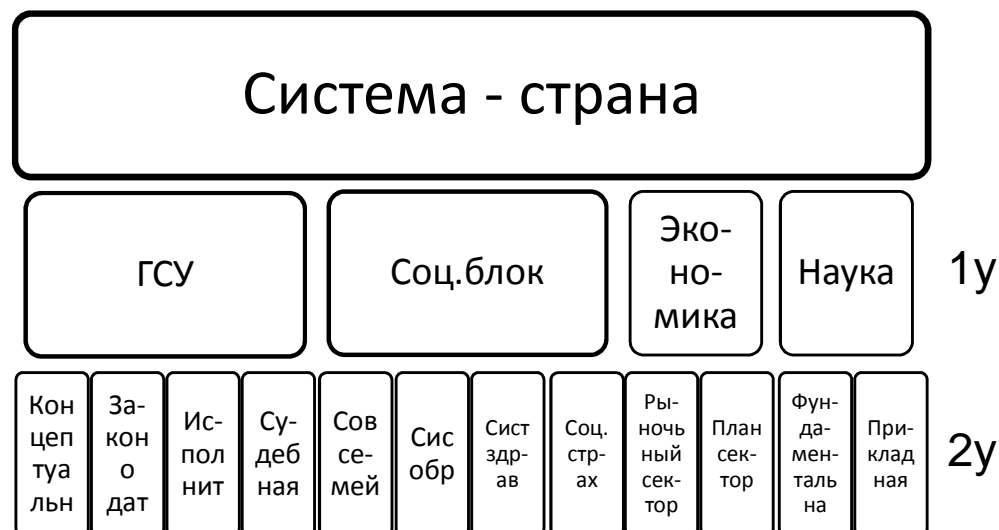 Система - страна
ГСУ
Соц.блок
Эко-
но-
мика
Наука
1у
Кон
цеп
туа
льн
За-
кон
о
дат
Ис-
пол
нит
Су-
деб
ная
Сов
се-
мей
Сис
обр
Сист
здр-
ав
Соц.
стр-
ах
Ры-
ночь
ный
сек-
тор
План
сек-
тор
Фун-
да-
мен-
таль
на
При-
клад
ная
2у